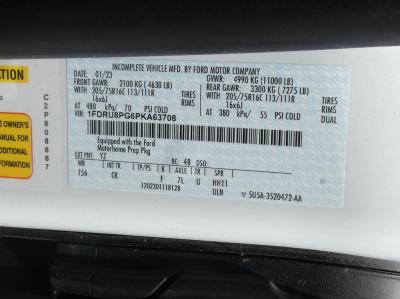 INCOMPLETE VEHICLE MFD. BY FORD MOTOR COMPANY
DATE: 01/23 GVWR: 4990 KG (11000 LB)
FRONT GAWR: 2100 KG ( 4630 LB) REAR GAWR: 3300 KG ( 7275 LB)
WITH 205/75R16C 113/111R TIRES WITH 205/75R16C 113/111R TIRES
16x6J RIMS 16x6J RIMS
AT 480 kPa/ 70 PSI COLD AT 380 kPa/ 55 PSI COLD DUAL
VIN: 1FDRU8PG6PKA63708
Equipped with the Ford
Motorhome Prep Pkg
EXT PNT: YZ RC: 48 DSO:
WB INT TR TP/PS R AXLE TR SPR
156 CK F 7L U HH11
ULN
1202301118128 5U5A-3520472-AA
ATION
E OWNER'S
MANUAL FOR
ADDITIONAL
INFORMATION